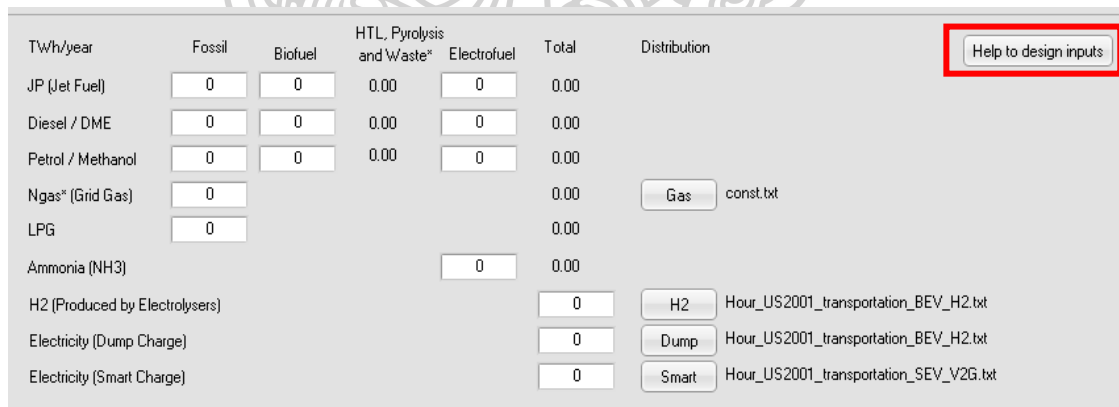 TWh/year Fossil Biofuel HTL, Pyrolysis and Waste* Electrofuel Total Distribution Help to design inputs
JP (Jet Fuel) 0 0 0.00 0 0.00
Diesel / DME 0 0 0.00 0 0.00
Petrol / Methanol 0 0 0.00 0 0.00
Ngas* (Grid Gas) 0 0.00 Gas const.txt
LPG 0 0.00
Ammonia (NH3) 0 0.00
H2 (Produced by Electrolysers) 0 H2 Hour_US2001_transportation_BEV_H2.txt
Electricity (Dump Charge) 0 Dump Hour_US2001_transportation_BEV_H2.txt
Electricity (Smart Charge) 0 Smart Hour_US2001_transportation_SEV_V2G.txt